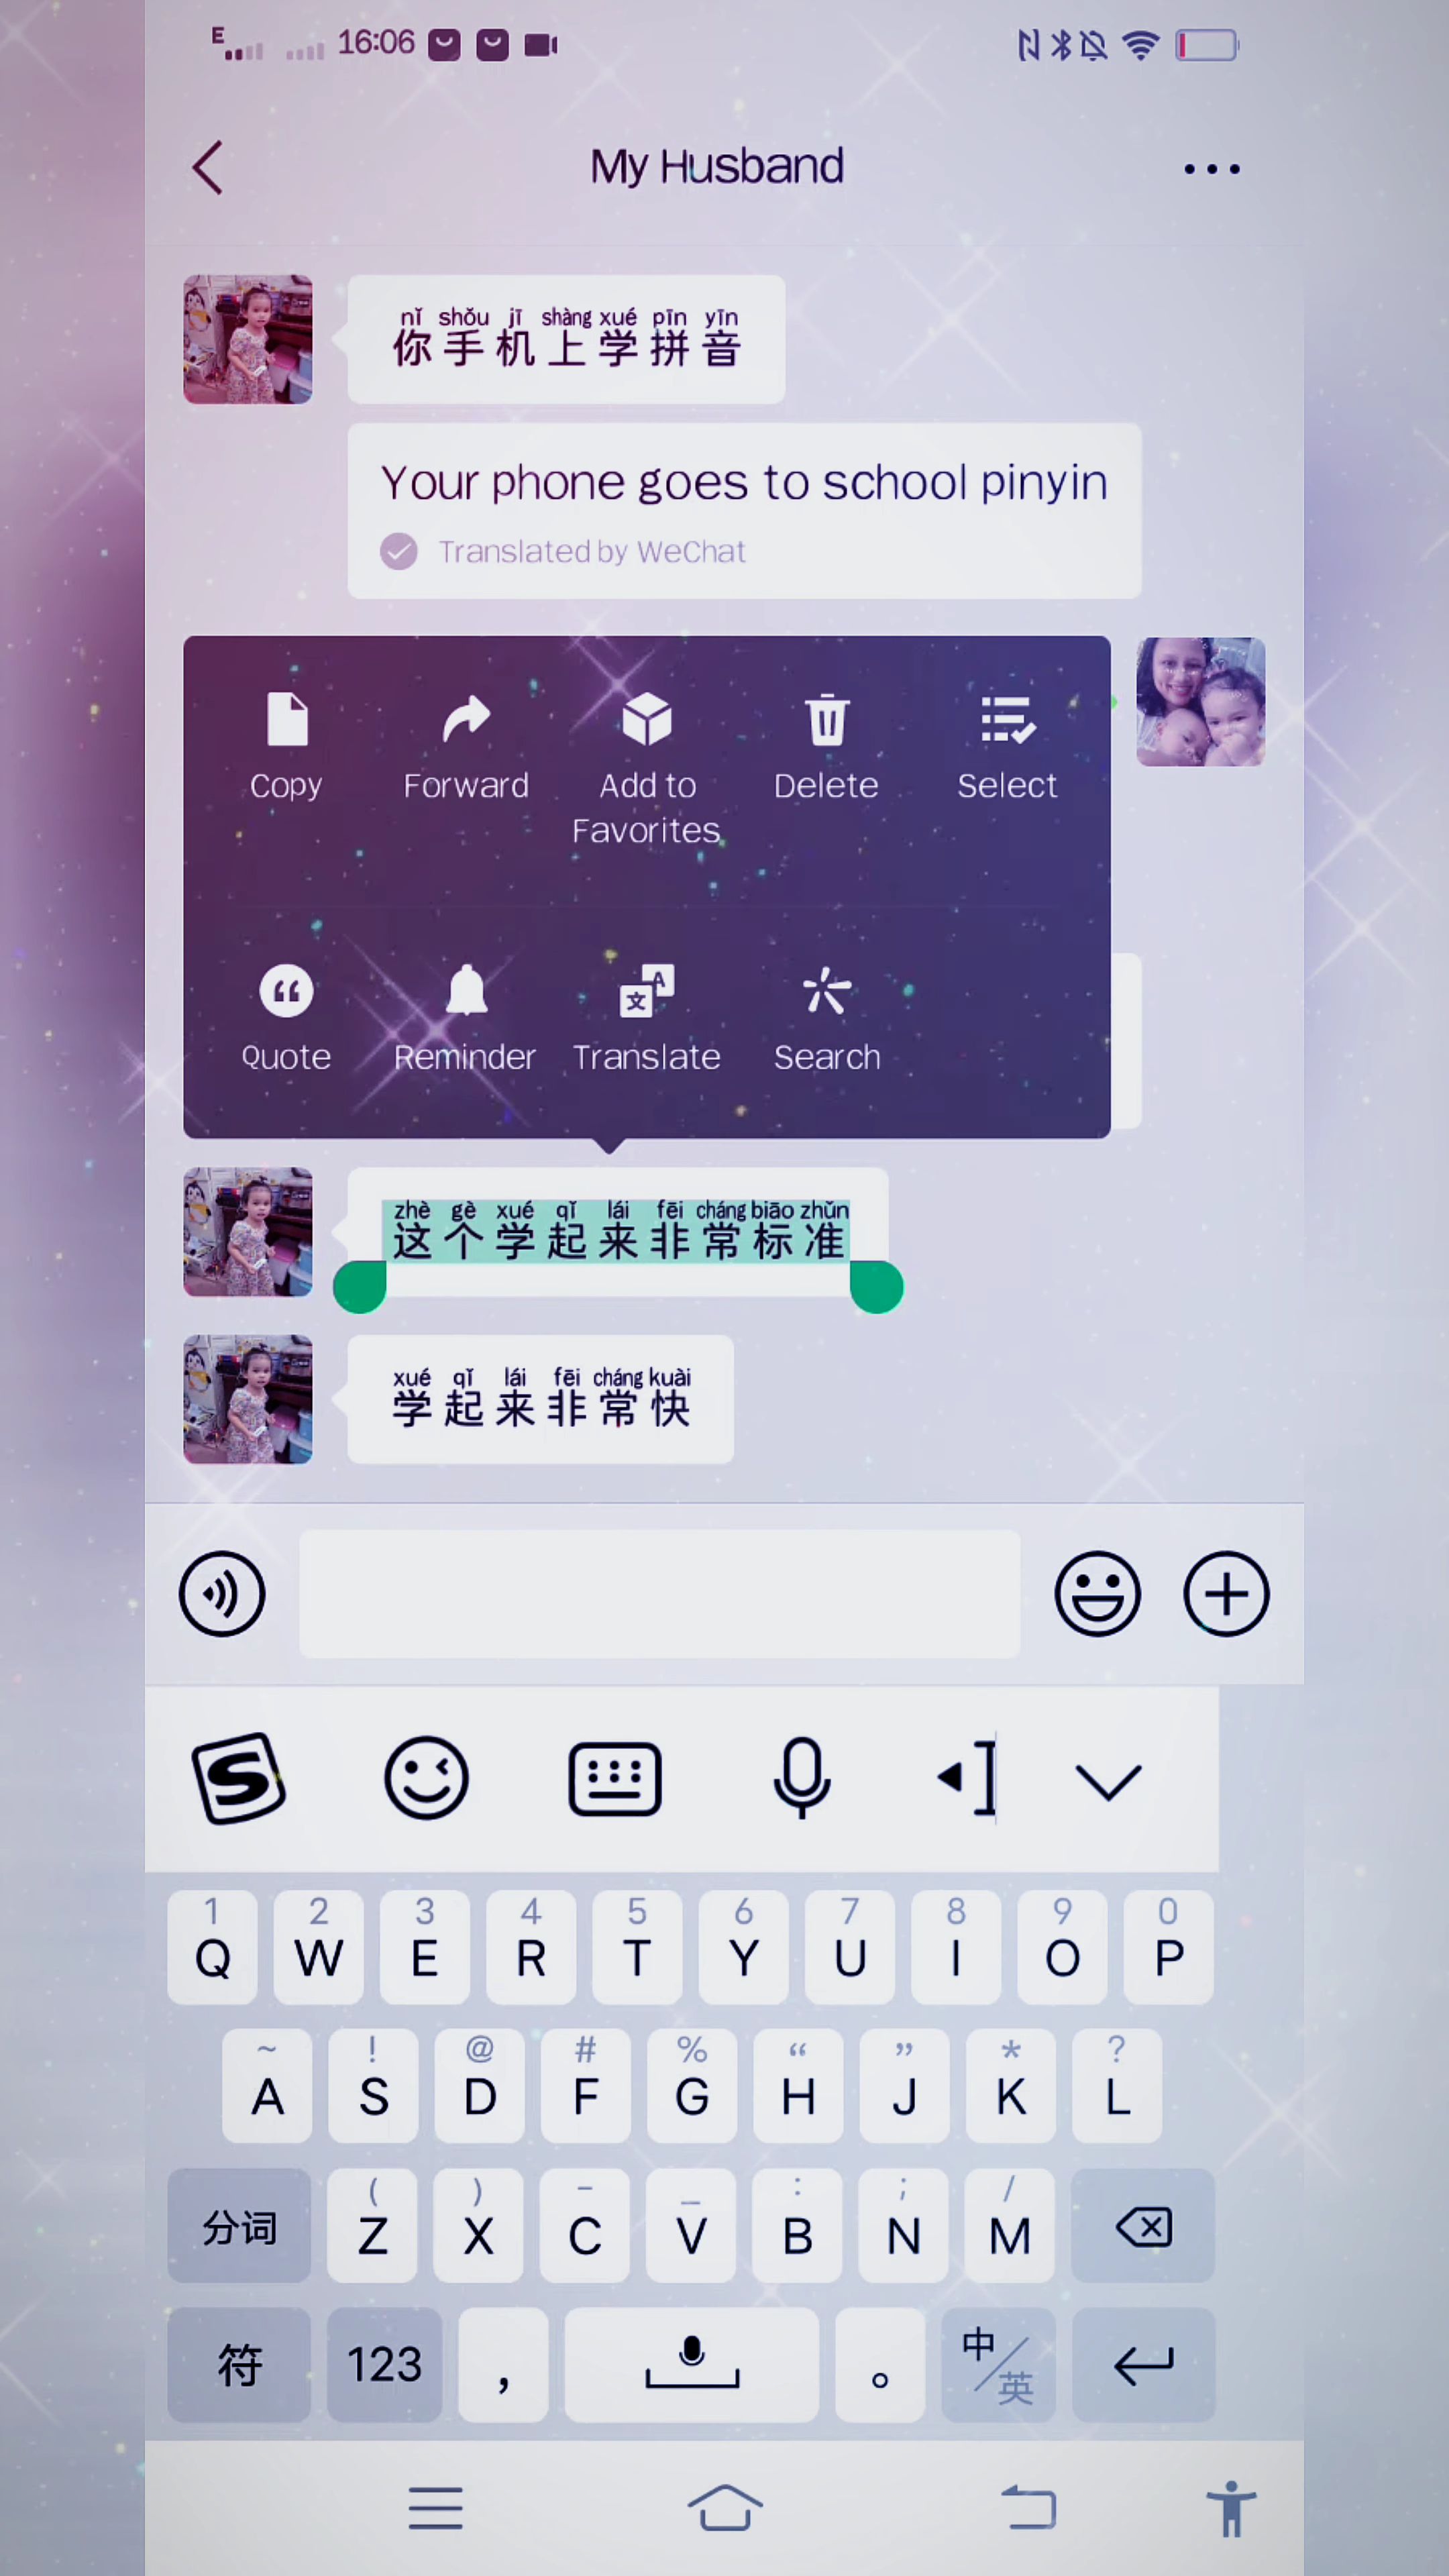 E 16:06
My Husband
nǐ shǒu jī shàng xué pīn yīn
你手机上学拼音
Your phone goes to school pinyin
Translated by WeChat
Copy Forward Add to Favorites Delete Select
Quote Reminder Translate Search
zhè gè xué qǐ lái fēi cháng biāo zhǔn
这个学起来非常标准
xué qǐ lái fēi cháng kuài
学起来非常快
1 2 3 4 5 6 7 8 9 0
Q W E R T Y U I O P
~ ! @ # % “ ” * ?
A S D F G H J K L
( ) - _ : ; /
分词 Z X C V B N M
符 123 , 。 中/英